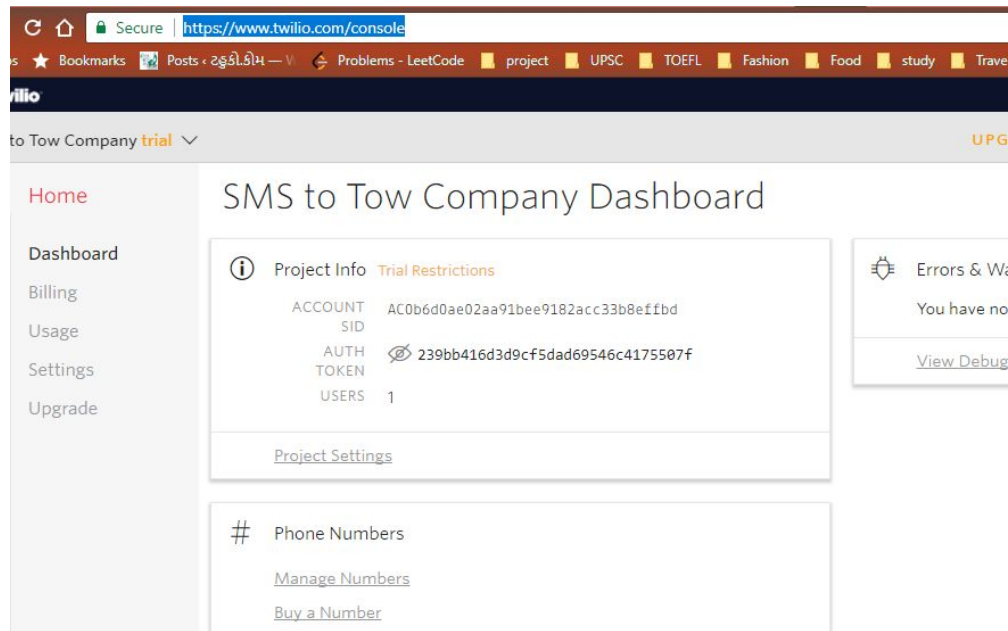 Secure https://www.twilio.com/console
Bookmarks Posts ‹ ટહુકો.કોમ — Problems - LeetCode project UPSC TOEFL Fashion Food study Trave
to Tow Company trial
UPG
Home
SMS to Tow Company Dashboard
Dashboard
Billing
Usage
Settings
Upgrade
Project Info Trial Restrictions
ACCOUNT SID AC0b6d0ae02aa91bee9182acc33b8effbd
AUTH TOKEN 239bb416d3d9cf5dad69546c4175507f
USERS 1
Project Settings
# Phone Numbers
Manage Numbers
Buy a Number
Errors & Wa
You have no
View Debug